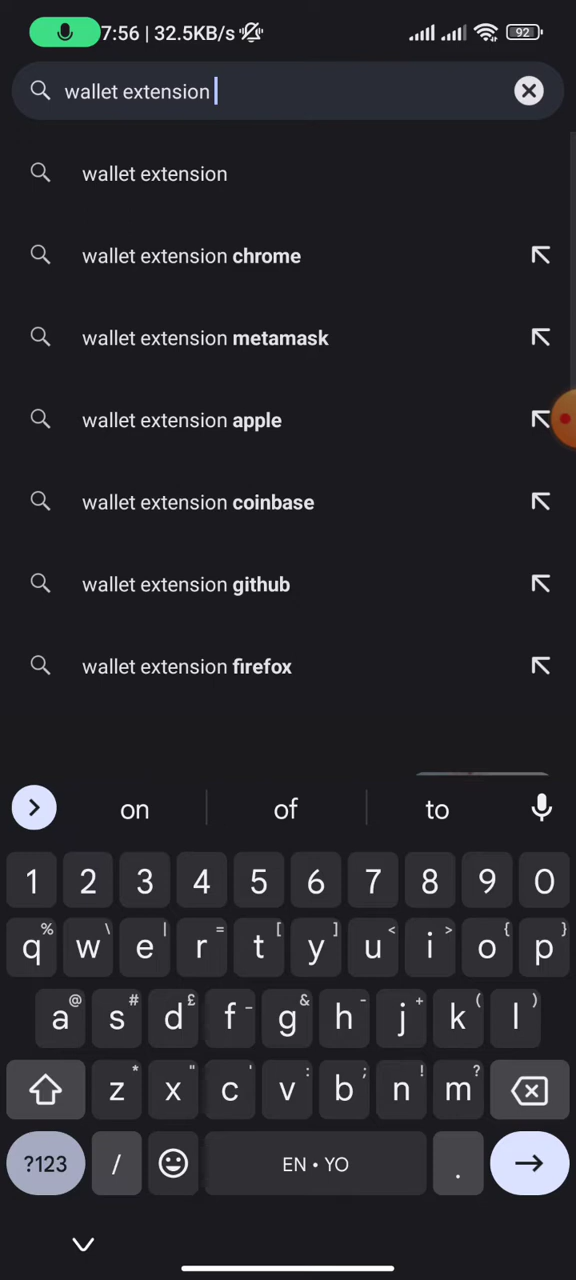 7:56 | 32.5KB/s 92
wallet extension
wallet extension
wallet extension chrome
wallet extension metamask
wallet extension apple
wallet extension coinbase
wallet extension github
wallet extension firefox
on of to
1 2 3 4 5 6 7 8 9 0
% \ | = [ ] < > { }
q w e r t y u i o p
@ # £ _ & - + ( )
a s d f g h j k l
* " ' : ; ! ?
z x c v b n m
?123 / EN • YO .